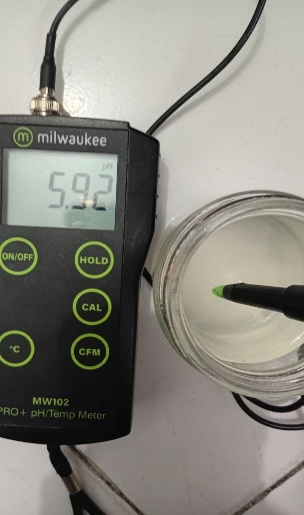 m milwaukee
pH
5.92
ON/OFF
HOLD
CAL
°C
CFM
MW102
PRO+ pH/Temp Meter